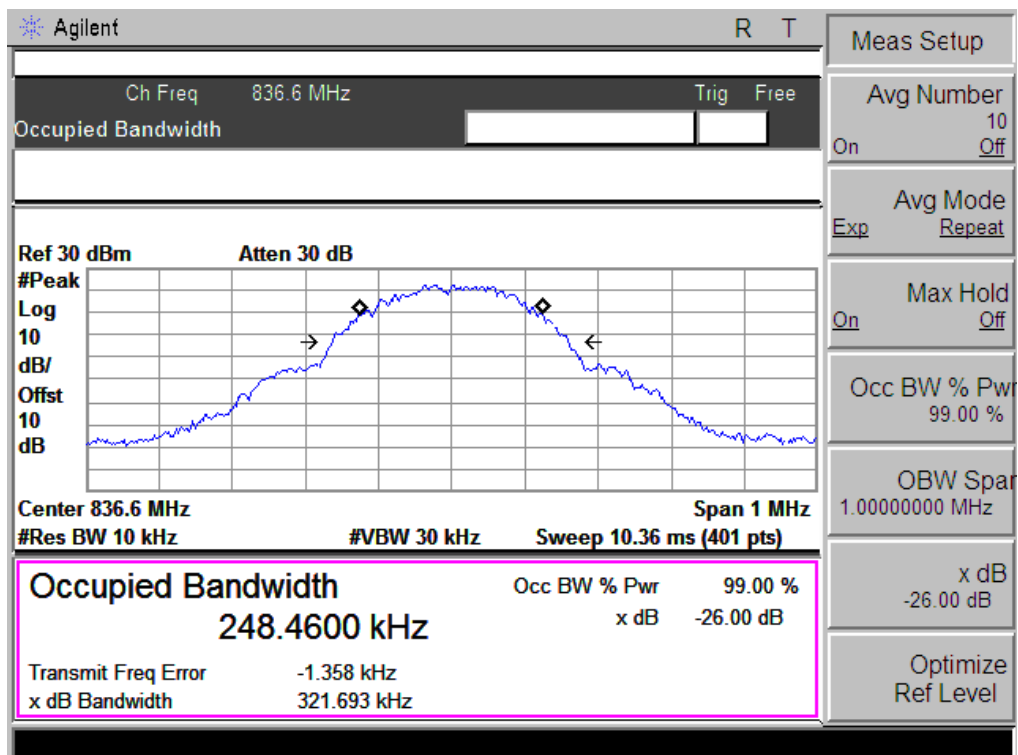 Agilent
R T
Ch Freq 836.6 MHz Trig Free
Occupied Bandwidth
Ref 30 dBm Atten 30 dB
#Peak
Log
10
dB/
Offst
10
dB
Center 836.6 MHz Span 1 MHz
#Res BW 10 kHz #VBW 30 kHz Sweep 10.36 ms (401 pts)
Occupied Bandwidth
248.4600 kHz
Occ BW % Pwr 99.00 %
x dB -26.00 dB
Transmit Freq Error -1.358 kHz
x dB Bandwidth 321.693 kHz
Meas Setup
Avg Number
10
On Off
Avg Mode
Exp Repeat
Max Hold
On Off
Occ BW % Pwr
99.00 %
OBW Span
1.00000000 MHz
x dB
-26.00 dB
Optimize
Ref Level